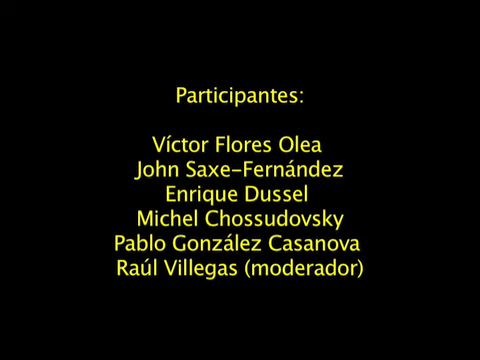 Participantes:
Víctor Flores Olea
John Saxe-Fernández
Enrique Dussel
Michel Chossudovsky
Pablo González Casanova
Raúl Villegas (moderador)